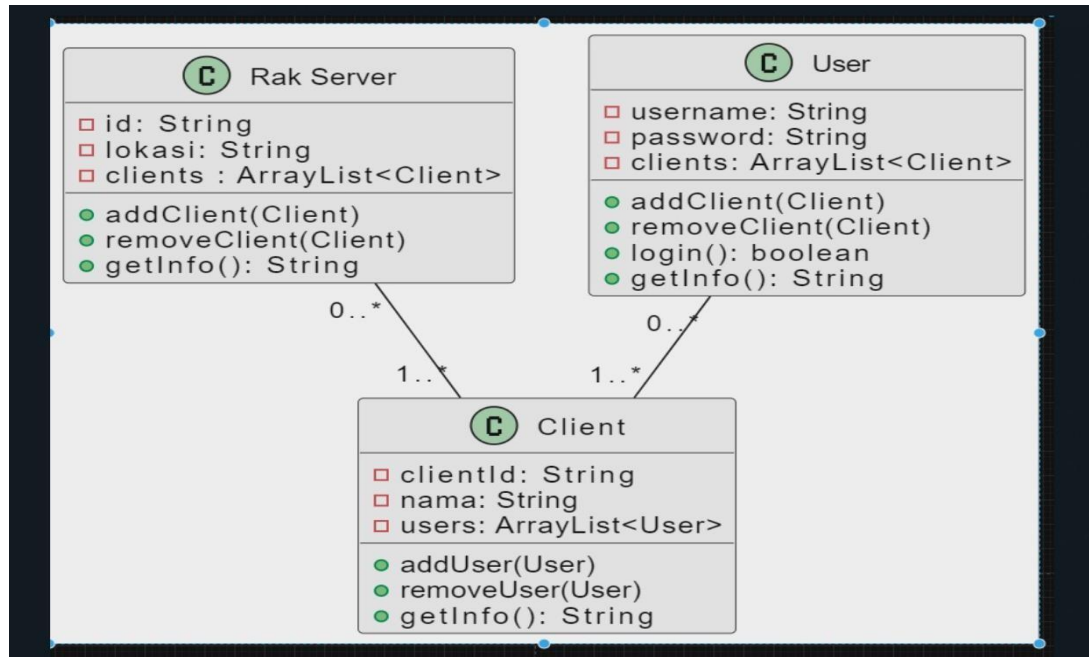 C Rak Server
id: String
lokasi: String
clients : ArrayList<Client>
addClient(Client)
removeClient(Client)
getInfo(): String
C User
username: String
password: String
clients: ArrayList<Client>
addClient(Client)
removeClient(Client)
login(): boolean
getInfo(): String
0..*
0..*
1..*
1..*
C Client
clientId: String
nama: String
users: ArrayList<User>
addUser(User)
removeUser(User)
getInfo(): String